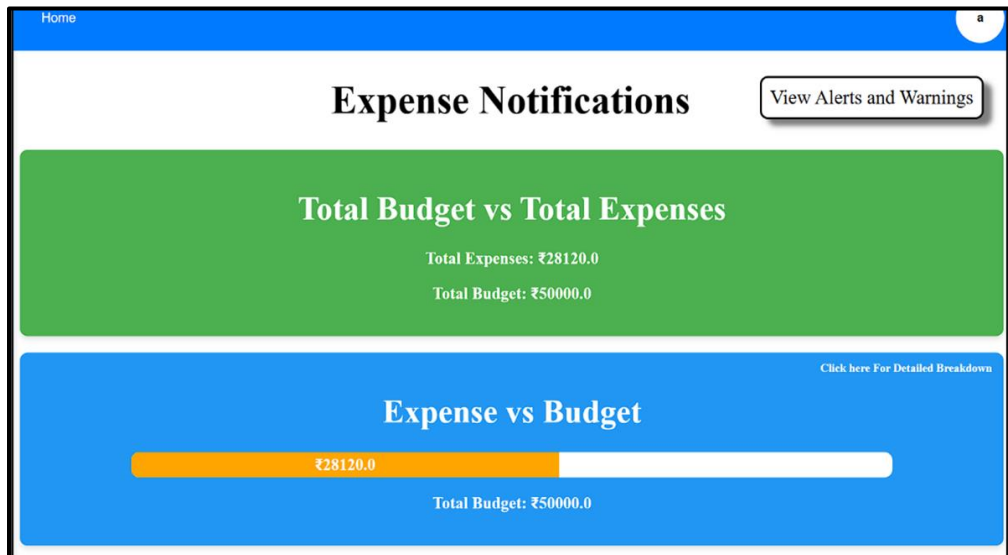 Home
a
Expense Notifications
View Alerts and Warnings
Total Budget vs Total Expenses
Total Expenses: ₹28120.0
Total Budget: ₹50000.0
Click here For Detailed Breakdown
Expense vs Budget
₹28120.0
Total Budget: ₹50000.0